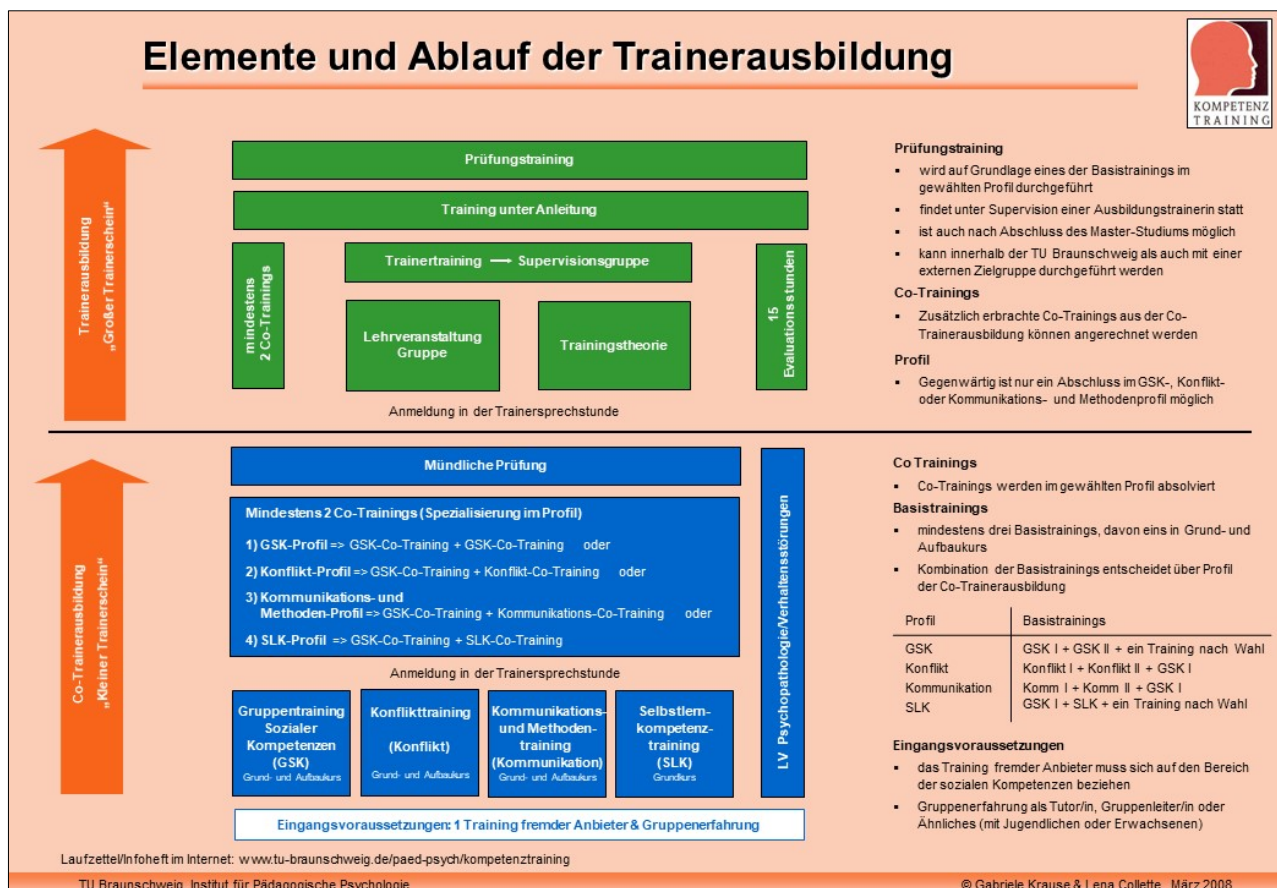 Elemente und Ablauf der Trainerausbildung
KOMPETENZ
TRAINING
Trainerausbildung
„Großer Trainerschein“
Prüfungstraining
Training unter Anleitung
mindestens
2 Co-Trainings
Trainertraining → Supervisionsgruppe
Lehrveranstaltung
Gruppe
Trainingstheorie
15
Evaluationsstunden
Anmeldung in der Trainersprechstunde
Prüfungstraining
▪ wird auf Grundlage eines der Basistrainings im
gewählten Profil durchgeführt
▪ findet unter Supervision einer Ausbildungstrainerin statt
▪ ist auch nach Abschluss des Master-Studiums möglich
▪ kann innerhalb der TU Braunschweig als auch mit einer
externen Zielgruppe durchgeführt werden
Co-Trainings
▪ Zusätzlich erbrachte Co-Trainings aus der Co-
Trainerausbildung können angerechnet werden
Profil
▪ Gegenwärtig ist nur ein Abschluss im GSK-, Konflikt-
oder Kommunikations- und Methodenprofil möglich
Co-Trainerausbildung
„Kleiner Trainerschein“
Mündliche Prüfung
Mindestens 2 Co-Trainings (Spezialisierung im Profil)
1) GSK-Profil => GSK-Co-Training + GSK-Co-Training oder
2) Konflikt-Profil => GSK-Co-Training + Konflikt-Co-Training oder
3) Kommunikations- und
Methoden-Profil => GSK-Co-Training + Kommunikations-Co-Training oder
4) SLK-Profil => GSK-Co-Training + SLK-Co-Training
Anmeldung in der Trainersprechstunde
Gruppentraining
Sozialer
Kompetenzen
(GSK)
Grund- und Aufbaukurs
Konflikttraining
(Konflikt)
Grund- und Aufbaukurs
Kommunikations-
und Methoden-
training
(Kommunikation)
Grund- und Aufbaukurs
Selbstlern-
kompetenz-
training
(SLK)
Grundkurs
LV Psychopathologie/Verhaltensstörungen
Eingangsvoraussetzungen: 1 Training fremder Anbieter & Gruppenerfahrung
Co Trainings
▪ Co-Trainings werden im gewählten Profil absolviert
Basistrainings
▪ mindestens drei Basistrainings, davon eins in Grund- und
Aufbaukurs
▪ Kombination der Basistrainings entscheidet über Profil
der Co-Trainerausbildung
Profil Basistrainings
GSK GSK I + GSK II + ein Training nach Wahl
Konflikt Konflikt I + Konflikt II + GSK I
Kommunikation Komm I + Komm II + GSK I
SLK GSK I + SLK + ein Training nach Wahl
Eingangsvoraussetzungen
▪ das Training fremder Anbieter muss sich auf den Bereich
der sozialen Kompetenzen beziehen
▪ Gruppenerfahrung als Tutor/in, Gruppenleiter/in oder
Ähnliches (mit Jugendlichen oder Erwachsenen)
Laufzettel/Infoheft im Internet: www.tu-braunschweig.de/paed-psych/kompetenztraining
TU Braunschweig, Institut für Pädagogische Psychologie
© Gabriele Krause & Lena Collette, März 2008